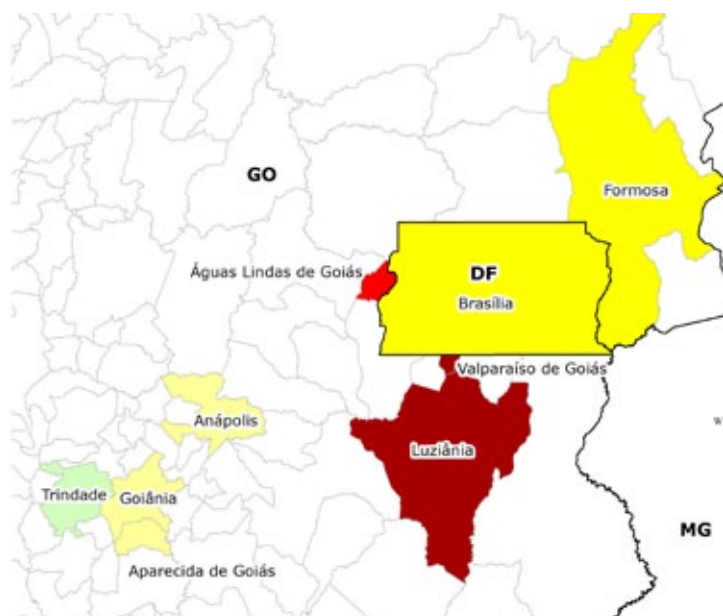 GO
Formosa
Águas Lindas de Goiás
DF
Brasília
Valparaíso de Goiás
Anápolis
Luziânia
Trindade
Goiânia
MG
Aparecida de Goiás